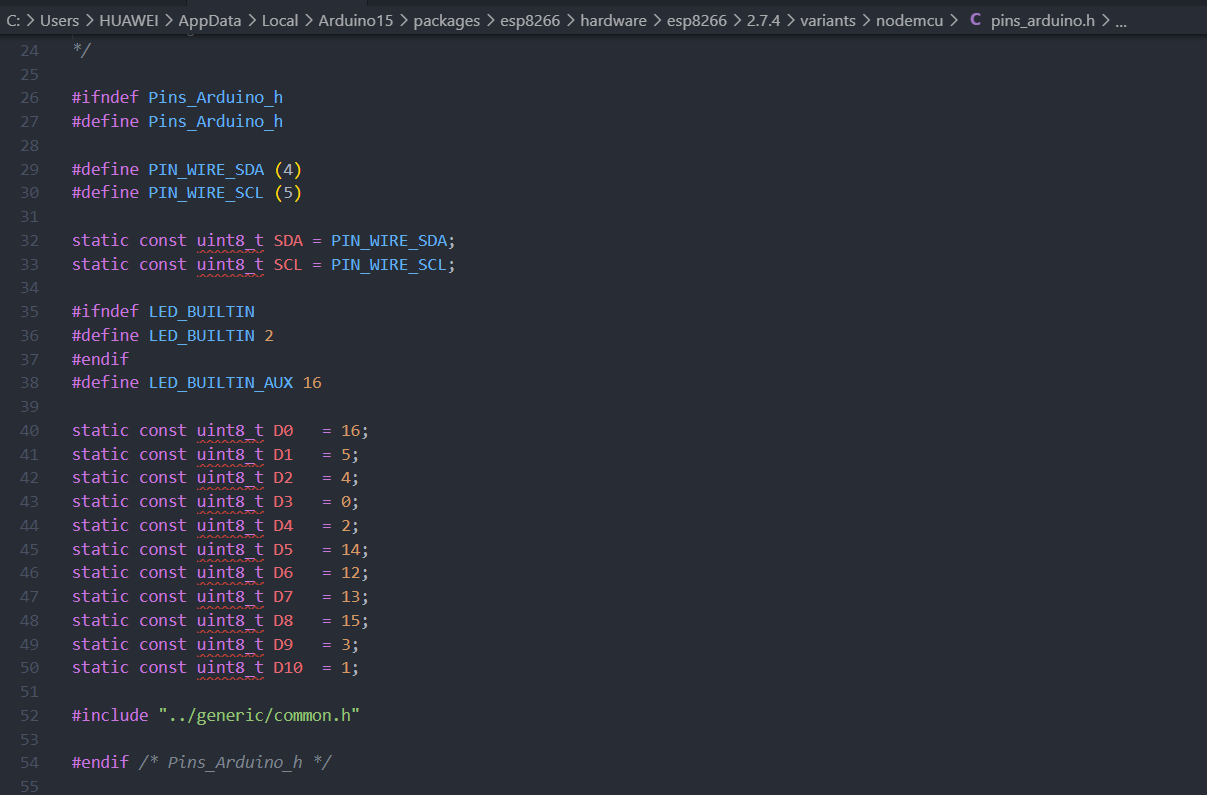 C: > Users > HUAWEI > AppData > Local > Arduino15 > packages > esp8266 > hardware > esp8266 > 2.7.4 > variants > nodemcu > C pins_arduino.h > ...
24 */
25
26 #ifndef Pins_Arduino_h
27 #define Pins_Arduino_h
28
29 #define PIN_WIRE_SDA (4)
30 #define PIN_WIRE_SCL (5)
31
32 static const uint8_t SDA = PIN_WIRE_SDA;
33 static const uint8_t SCL = PIN_WIRE_SCL;
34
35 #ifndef LED_BUILTIN
36 #define LED_BUILTIN 2
37 #endif
38 #define LED_BUILTIN_AUX 16
39
40 static const uint8_t D0   = 16;
41 static const uint8_t D1   = 5;
42 static const uint8_t D2   = 4;
43 static const uint8_t D3   = 0;
44 static const uint8_t D4   = 2;
45 static const uint8_t D5   = 14;
46 static const uint8_t D6   = 12;
47 static const uint8_t D7   = 13;
48 static const uint8_t D8   = 15;
49 static const uint8_t D9   = 3;
50 static const uint8_t D10  = 1;
51
52 #include "../generic/common.h"
53
54 #endif /* Pins_Arduino_h */
55